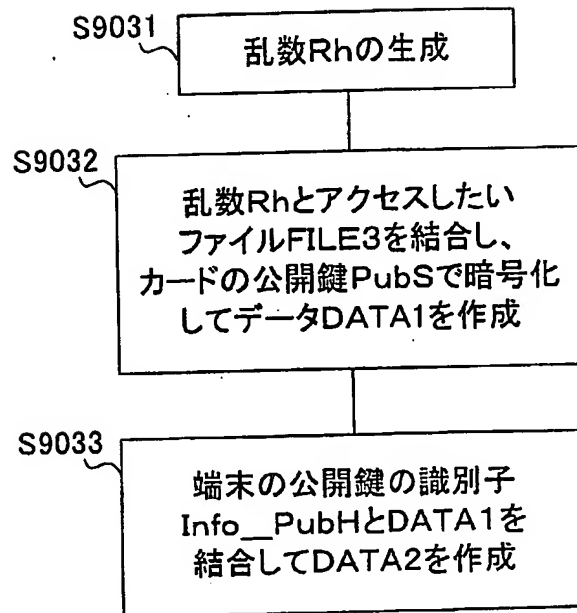 S9031
乱数Rhの生成
S9032
乱数Rhとアクセスしたい
ファイルFILE3を結合し、
カードの公開鍵PubSで暗号化
してデータDATA1を作成
S9033
端末の公開鍵の識別子
Info__PubHとDATA1を
結合してDATA2を作成